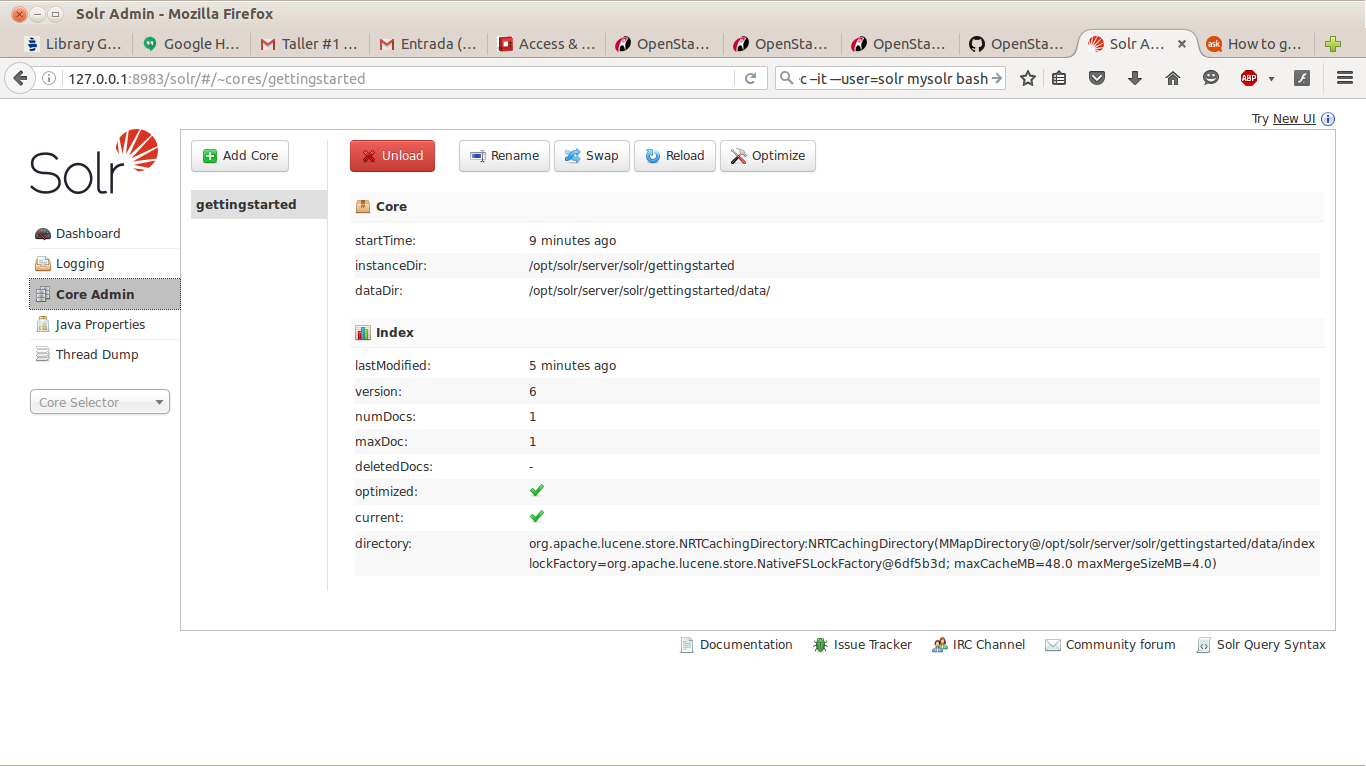 Solr Admin - Mozilla Firefox
Library G... Google H... Taller #1 ... Entrada (... Access & ... OpenSta... OpenSta... OpenSta... OpenSta... Solr A... How to g...
127.0.0.1:8983/solr/#/~cores/gettingstarted
c –it —user=solr mysolr bash
ABP
Try New UI
Solr
Add Core
Unload Rename Swap Reload Optimize
gettingstarted
Dashboard
Logging
Core Admin
Java Properties
Thread Dump
Core Selector
Core
startTime: 9 minutes ago
instanceDir: /opt/solr/server/solr/gettingstarted
dataDir: /opt/solr/server/solr/gettingstarted/data/
Index
lastModified: 5 minutes ago
version: 6
numDocs: 1
maxDoc: 1
deletedDocs: -
optimized:
current:
directory: org.apache.lucene.store.NRTCachingDirectory:NRTCachingDirectory(MMapDirectory@/opt/solr/server/solr/gettingstarted/data/index
lockFactory=org.apache.lucene.store.NativeFSLockFactory@6df5b3d; maxCacheMB=48.0 maxMergeSizeMB=4.0)
Documentation Issue Tracker IRC Channel Community forum Solr Query Syntax